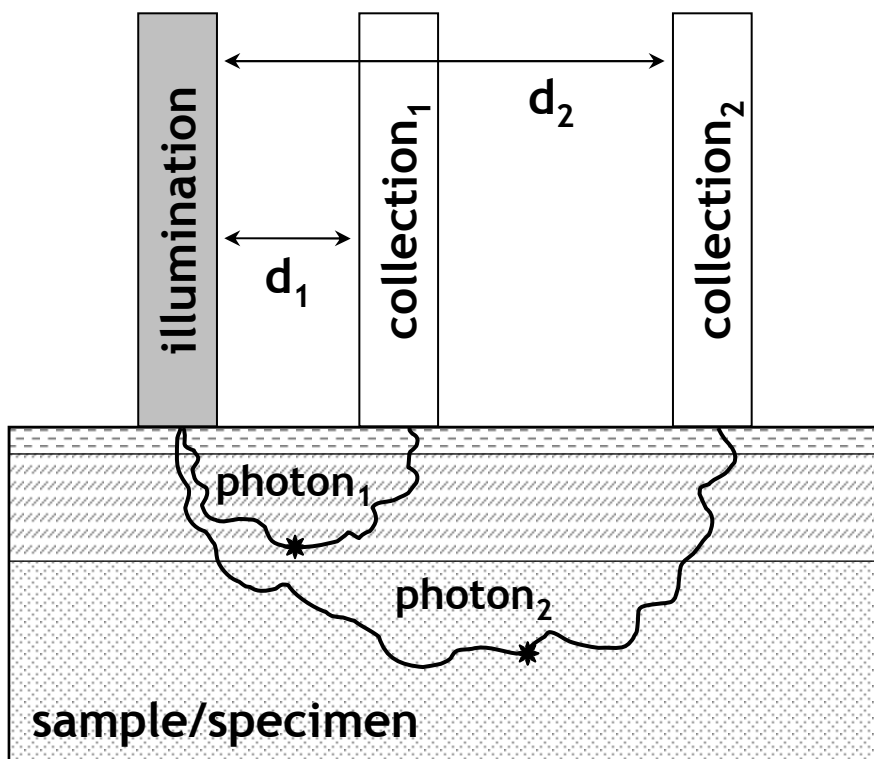 illumination
collection₁
collection₂
d₂
d₁
photon₁
photon₂
sample/specimen